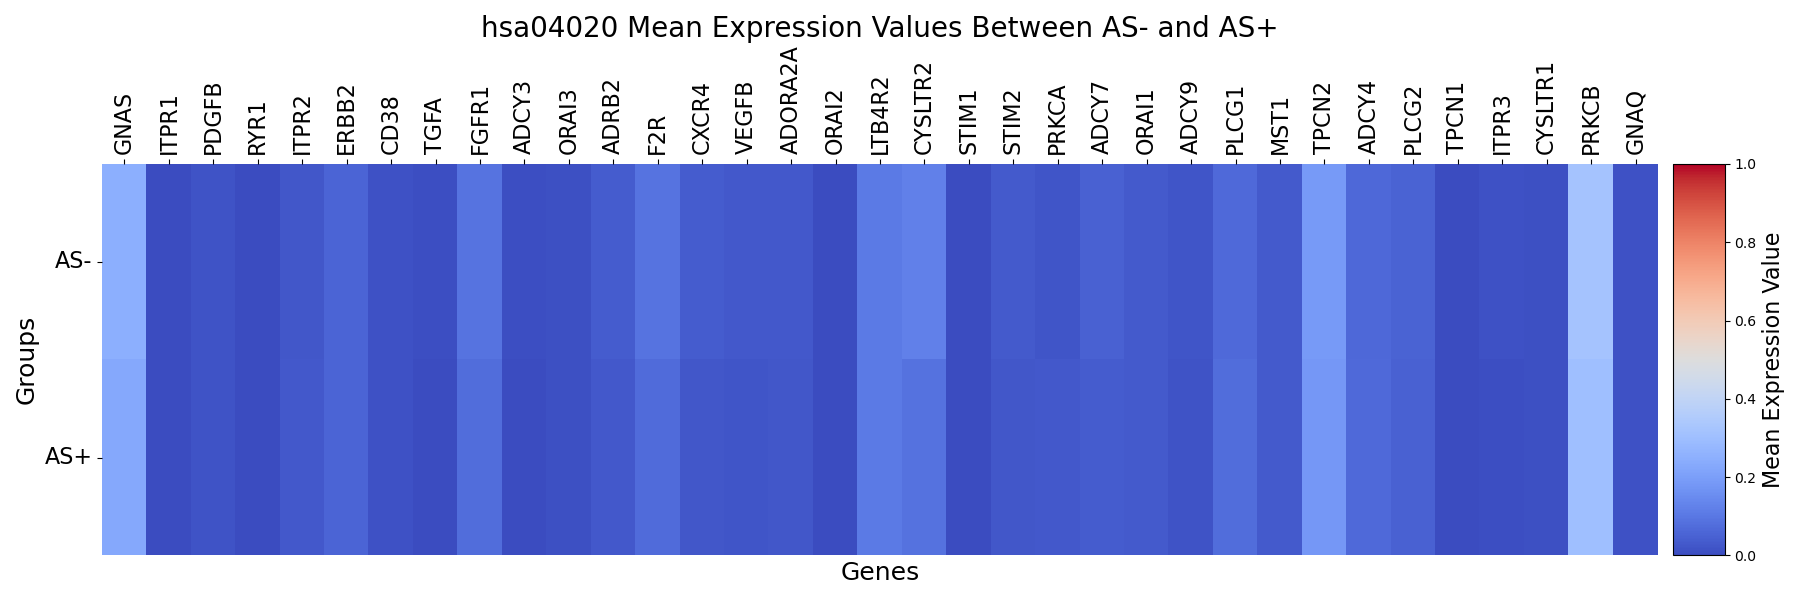 hsa04020 Mean Expression Values Between AS- and AS+
GNAS
ITPR1
PDGFB
RYR1
ITPR2
ERBB2
CD38
TGFA
FGFR1
ADCY3
ORAI3
ADRB2
F2R
CXCR4
VEGFB
ADORA2A
ORAI2
LTB4R2
CYSLTR2
STIM1
STIM2
PRKCA
ADCY7
ORAI1
ADCY9
PLCG1
MST1
TPCN2
ADCY4
PLCG2
TPCN1
ITPR3
CYSLTR1
PRKCB
GNAQ
Groups
AS-
AS+
Genes
1.0
0.8
0.6
0.4
0.2
0.0
Mean Expression Value